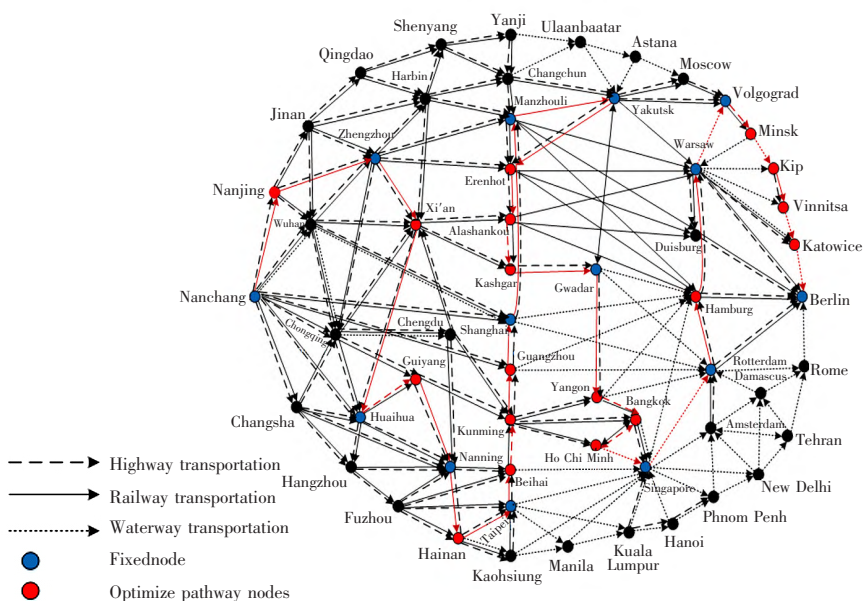 Yanji
Ulaanbaatar
Shenyang
Astana
Qingdao
Moscow
Harbin
Changchun
Manzhouli
Yakutsk
Volgograd
Jinan
Zhengzhou
Warsaw
Minsk
Erenhot
Kip
Nanjing
Xi'an
Wuhan
Alashankou
Vinnitsa
Duisburg
Katowice
Kashgar
Gwadar
Nanchang
Berlin
Hamburg
Chongqing
Chengdu
Shanghai
Guiyang
Guangzhou
Rotterdam
Rome
Damascus
Yangon
Bangkok
Changsha
Huaihua
Kunming
Amsterdam
Tehran
Ho Chi Minh
Highway transportation
Nanning
Hangzhou
Beihai
Singapore
New Delhi
Railway transportation
Phnom Penh
Fuzhou
Taipei
Waterway transportation
Hainan
Kuala
Lumpur
Hanoi
Manila
Kaohsiung
Fixednode
Optimize pathway nodes